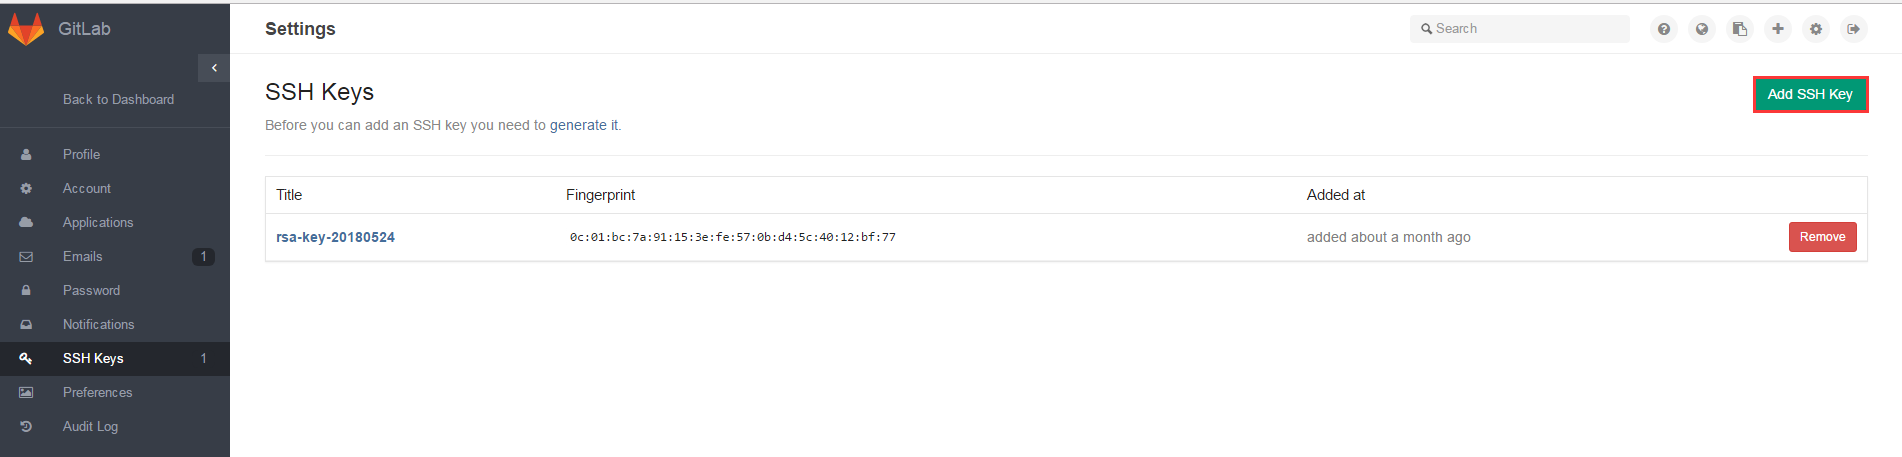 GitLab
Settings
Search
Back to Dashboard
SSH Keys
Add SSH Key
Before you can add an SSH key you need to generate it.
Profile
Account
Applications
Emails 1
Password
Notifications
SSH Keys 1
Preferences
Audit Log
Title Fingerprint Added at
rsa-key-20180524 0c:01:bc:7a:91:15:3e:fe:57:0b:d4:5c:40:12:bf:77 added about a month ago Remove